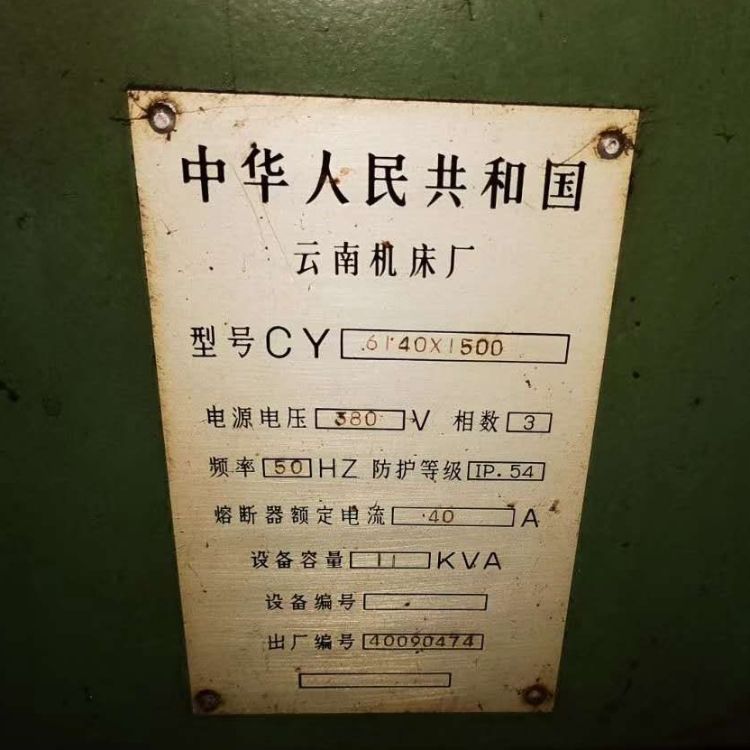 中华人民共和国
云南机床厂
型号CY 6140X1500
电源电压 380 V 相数 3
频率 50 HZ 防护等级 IP.54
熔断器额定电流 40 A
设备容量 11 KVA
设备编号
出厂编号 40090474